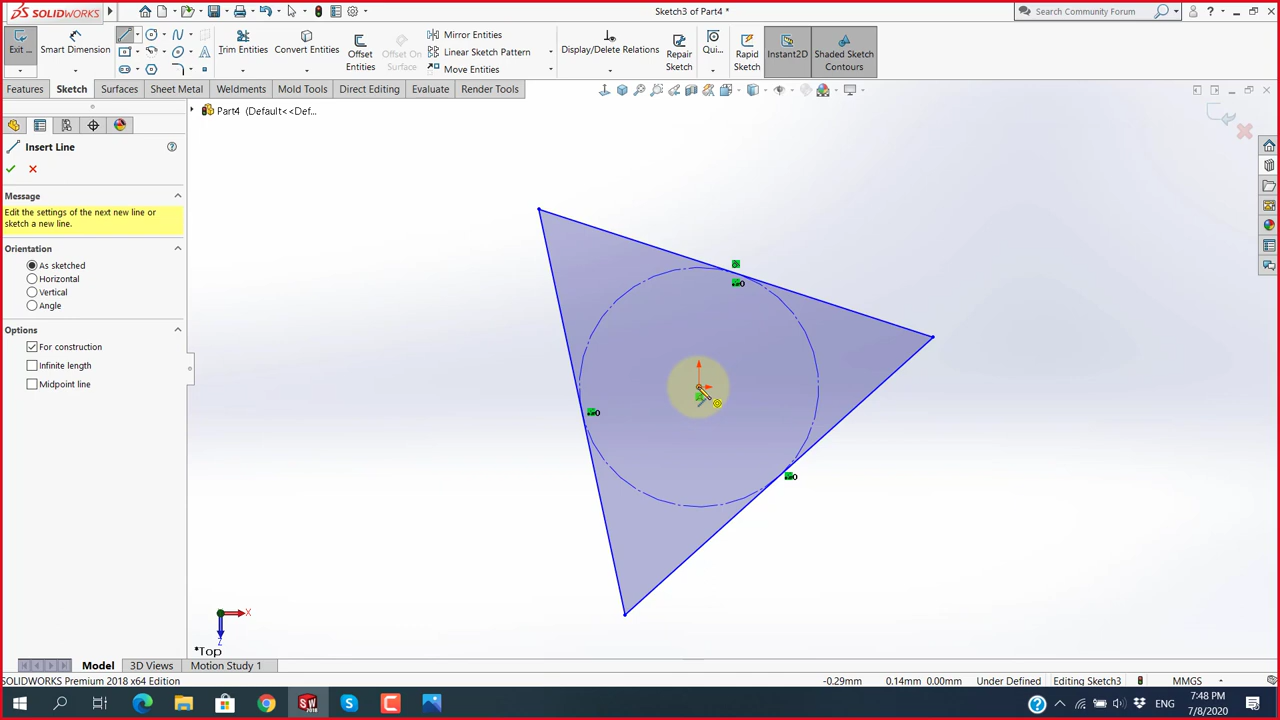 SOLIDWORKS
Sketch3 of Part4 *
Search Community Forum
?
Exit ...
Smart Dimension
Trim Entities
Convert Entities
Offset
Entities
Offset On
Surface
Mirror Entities
Linear Sketch Pattern
Move Entities
Display/Delete Relations
Repair
Sketch
Qui...
Rapid
Sketch
Instant2D
Shaded Sketch
Contours
Features
Sketch
Surfaces
Sheet Metal
Weldments
Mold Tools
Direct Editing
Evaluate
Render Tools
Part4 (Default<<Def...
Insert Line
Message
Edit the settings of the next new line or
sketch a new line.
Orientation
As sketched
Horizontal
Vertical
Angle
Options
For construction
Infinite length
Midpoint line
0
0
0
X
Z
*Top
Model
3D Views
Motion Study 1
SOLIDWORKS Premium 2018 x64 Edition
-0.29mm
0.14mm
0.00mm
Under Defined
Editing Sketch3
MMGS
ENG
7:48 PM
7/8/2020